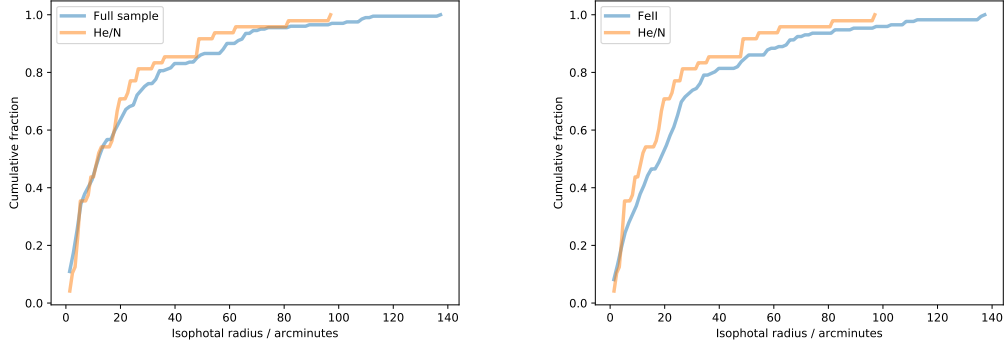 1.0
0.8
0.6
0.4
0.2
0.0
Cumulative fraction
Full sample
He/N
0 20 40 60 80 100 120 140
Isophotal radius / arcminutes
1.0
0.8
0.6
0.4
0.2
0.0
Cumulative fraction
FeII
He/N
0 20 40 60 80 100 120 140
Isophotal radius / arcminutes